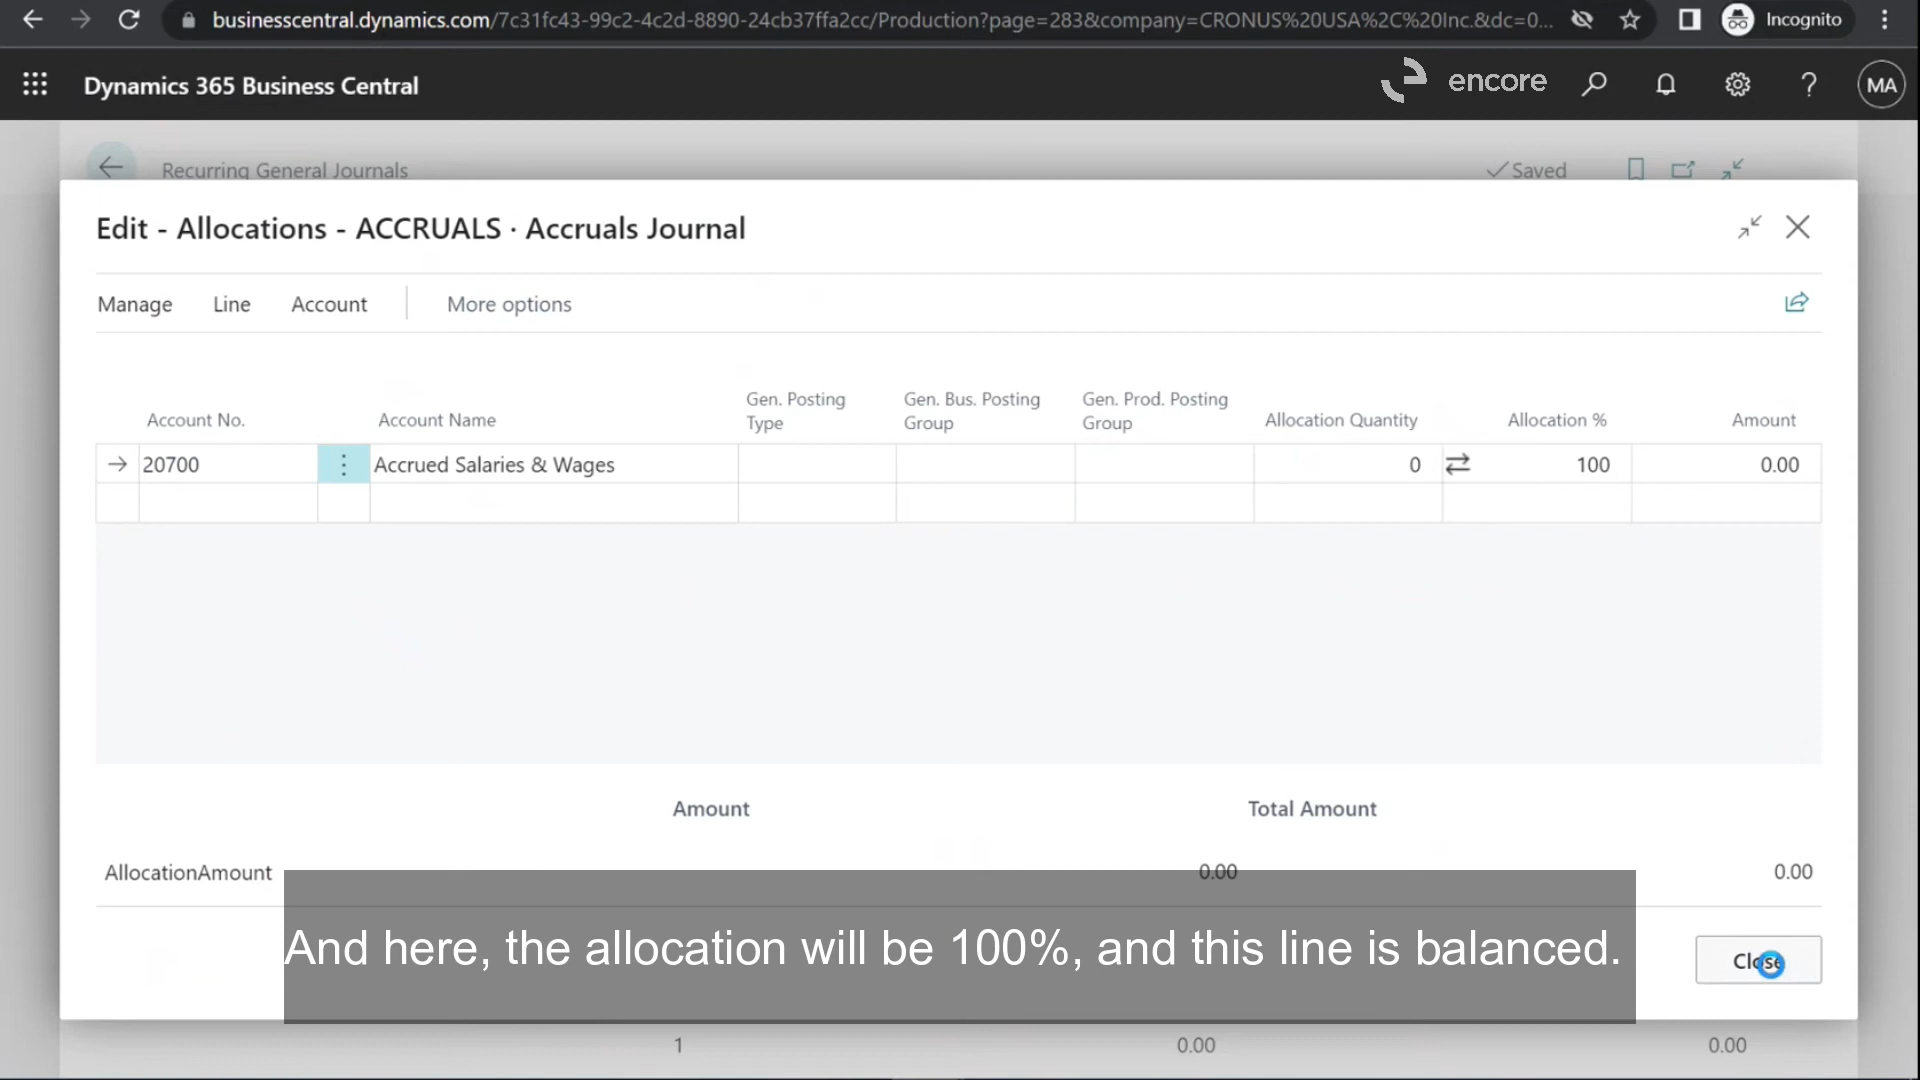 businesscentral.dynamics.com/7c31fc43-99c2-4c2d-8890-24cb37ffa2cc/Production?page=283&company=CRONUS%20USA%2C%20Inc.&dc=0... Incognito
Dynamics 365 Business Central encore ? MA
Recurring General Journals Saved
Edit - Allocations - ACCRUALS · Accruals Journal
Manage Line Account More options
Account No. Account Name Gen. Posting Type Gen. Bus. Posting Group Gen. Prod. Posting Group Allocation Quantity Allocation % Amount
20700 Accrued Salaries & Wages 0 100 0.00
Amount Total Amount
AllocationAmount 0.00 0.00
And here, the allocation will be 100%, and this line is balanced.
Close
1 0.00 0.00